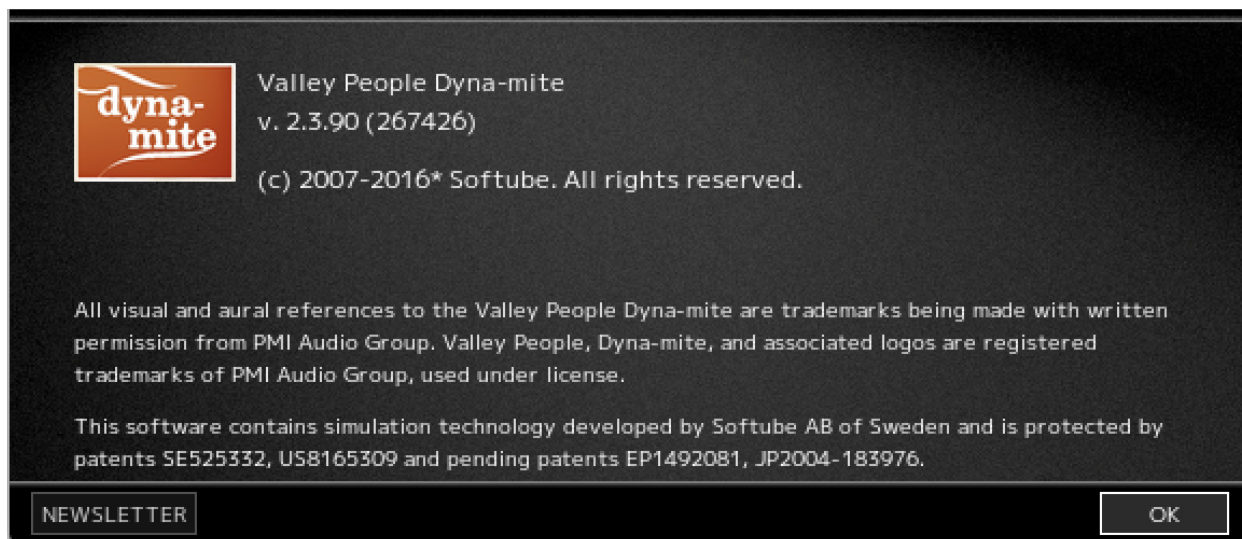 dyna-
mite
Valley People Dyna-mite
v. 2.3.90 (267426)
(c) 2007-2016* Softube. All rights reserved.
All visual and aural references to the Valley People Dyna-mite are trademarks being made with written
permission from PMI Audio Group. Valley People, Dyna-mite, and associated logos are registered
trademarks of PMI Audio Group, used under license.
This software contains simulation technology developed by Softube AB of Sweden and is protected by
patents SE525332, US8165309 and pending patents EP1492081, JP2004-183976.
NEWSLETTER
OK